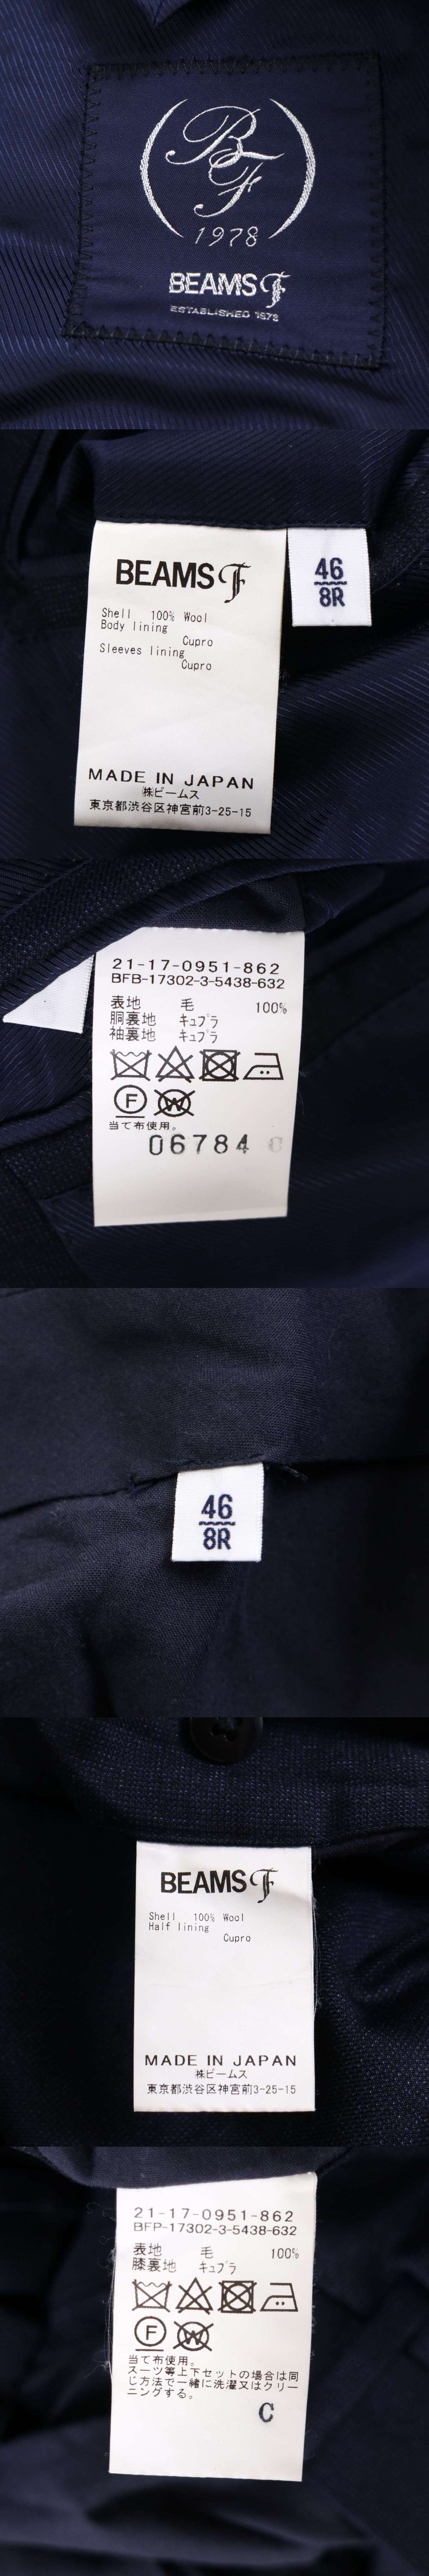 BF
1978
BEAMS F
ESTABLISHED 1978
BEAMS F
46
8R
Shell 100% Wool
Body lining
Cupro
Sleeves lining
Cupro
MADE IN JAPAN
㈱ビームス
東京都渋谷区神宮前3-25-15
21-17-0951-862
BFB-17302-3-5438-632
表地 毛 100%
胴裏地 キュプラ
袖裏地 キュプラ
F W
当て布使用。
06784
46
8R
BEAMS F
Shell 100% Wool
Half lining
Cupro
MADE IN JAPAN
㈱ビームス
東京都渋谷区神宮前3-25-15
21-17-0951-862
BFP-17302-3-5438-632
表地 毛 100%
膝裏地 キュプラ
F W
当て布使用。
スーツ等上下セットの場合は同
じ方法で一緒に洗濯又はクリー
ニングする。
C